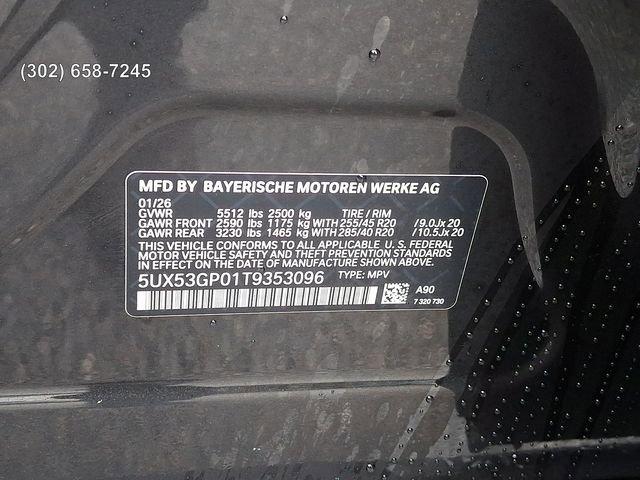 (302) 658-7245
MFD BY BAYERISCHE MOTOREN WERKE AG
01/26
GVWR 5512 lbs 2500 kg TIRE / RIM
GAWR FRONT 2590 lbs 1175 kg WITH 255/45 R20 /9.0Jx 20
GAWR REAR 3230 lbs 1465 kg WITH 285/40 R20 /10.5Jx 20
THIS VEHICLE CONFORMS TO ALL APPLICABLE U. S. FEDERAL
MOTOR VEHICLE SAFETY AND THEFT PREVENTION STANDARDS
IN EFFECT ON THE DATE OF MANUFACTURE SHOWN ABOVE.
5UX53GP01T9353096 TYPE: MPV
A90
7 320 730